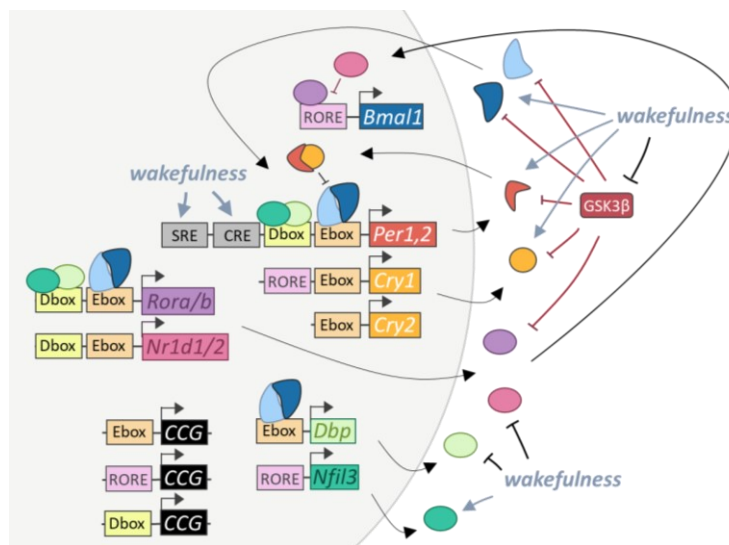 RORE Bmal1
wakefulness
wakefulness
GSK3β
SRE CRE Dbox Ebox Per1,2
RORE Ebox Cry1
Ebox Cry2
Dbox Ebox Rora/b
Dbox Ebox Nr1d1/2
Ebox CCG
RORE CCG
Dbox CCG
Ebox Dbp
RORE Nfil3
wakefulness